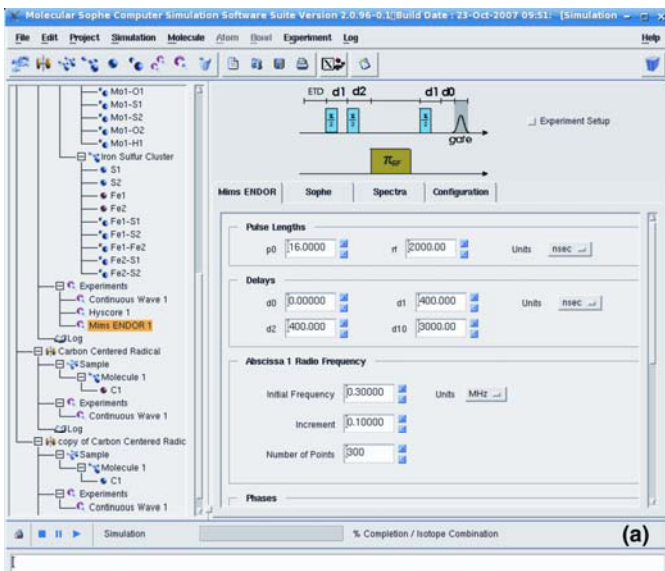 Molecular Sophe Computer Simulation Software Suite Version 2.0.96-0.1, Build Date : 23-Oct-2007 09:51: [Simulation
File Edit Project Simulation Molecule Atom Bond Experiment Log Help
Mo1-O1
Mo1-S1
Mo1-S2
Mo1-O2
Mo1-H1
Iron Sulfur Cluster
S1
S2
Fe1
Fe2
Fe1-S1
Fe1-S2
Fe1-Fe2
Fe2-S1
Fe2-S2
Experiments
Continuous Wave 1
Hyscore 1
Mims ENDOR 1
Log
Carbon Centered Radical
Sample
Molecule 1
C1
Experiments
Continuous Wave 1
Log
copy of Carbon Centered Radic
Sample
Molecule 1
C1
Experiments
Continuous Wave 1
ETD d1 d2 d1 d0
π/2 π/2 π/2
gate
Experiment Setup
Mims ENDOR Sophe Spectra Configuration
Pulse Lengths
p0 16.0000 rf 2000.00 Units nsec
Delays
d0 0.00000 d1 400.000 Units nsec
d2 400.000 d10 3000.00
Abscissa 1 Radio Frequency
Initial Frequency 0.30000 Units MHz
Increment 0.10000
Number of Points 300
Phases
Simulation % Completion / Isotope Combination (a)